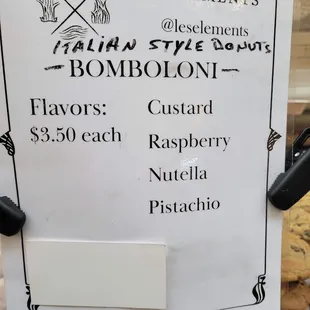 @leselements
ITALIAN STYLE DONUTS
BOMBOLONI
Flavors:
$3.50 each
Custard
Raspberry
Nutella
Pistachio